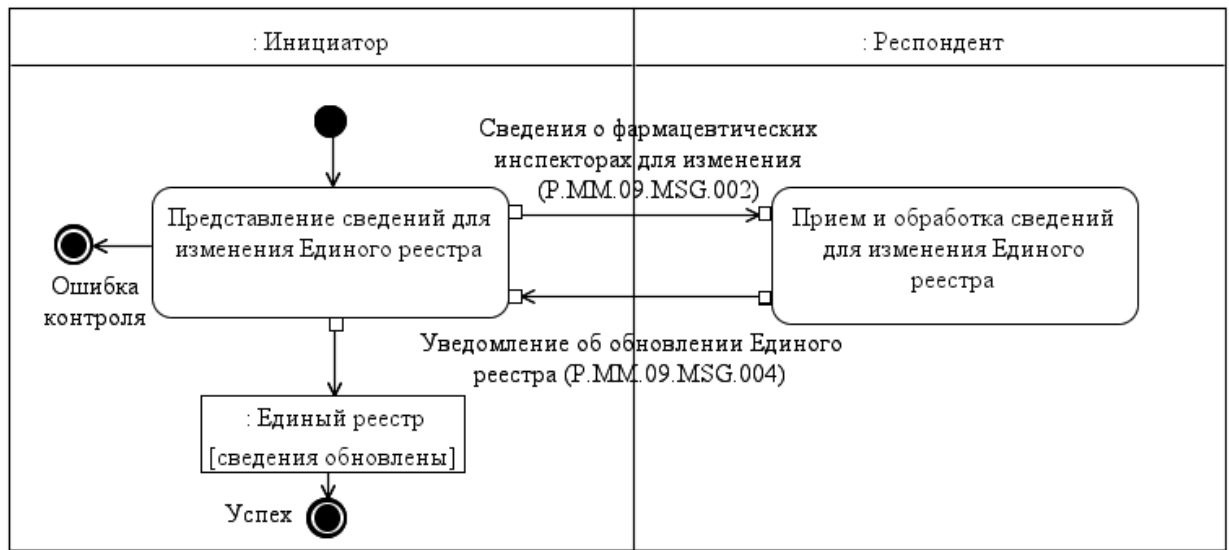 : Инициатор
: Респондент
Сведения о фармацевтических
инспекторах для изменения
(P.MM.09.MSG.002)
Представление сведений для
изменения Единого реестра
Прием и обработка сведений
для изменения Единого
реестра
Ошибка
контроля
Уведомление об обновлении Единого
реестра (P.MM.09.MSG.004)
: Единый реестр
[сведения обновлены]
Успех